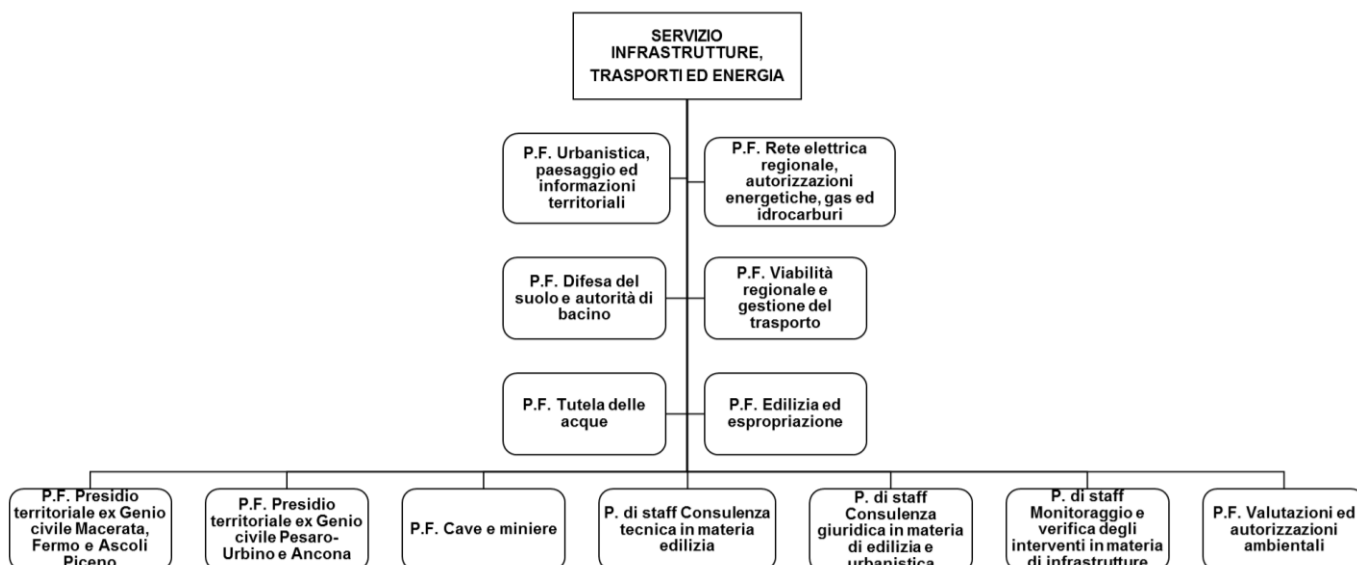 SERVIZIO
INFRASTRUTTURE,
TRASPORTI ED ENERGIA
P.F. Urbanistica,
paesaggio ed
informazioni
territoriali
P.F. Rete elettrica
regionale,
autorizzazioni
energetiche, gas ed
idrocarburi
P.F. Difesa del
suolo e autorità di
bacino
P.F. Viabilità
regionale e
gestione del
trasporto
P.F. Tutela delle
acque
P.F. Edilizia ed
espropriazione
P.F. Presidio
territoriale ex Genio
civile Macerata,
Fermo e Ascoli
Piceno
P.F. Presidio
territoriale ex Genio
civile Pesaro-
Urbino e Ancona
P.F. Cave e miniere
P. di staff Consulenza
tecnica in materia
edilizia
P. di staff
Consulenza
giuridica in materia
di edilizia e
urbanistica
P. di staff
Monitoraggio e
verifica degli
interventi in materia
di infrastrutture
P.F. Valutazioni ed
autorizzazioni
ambientali